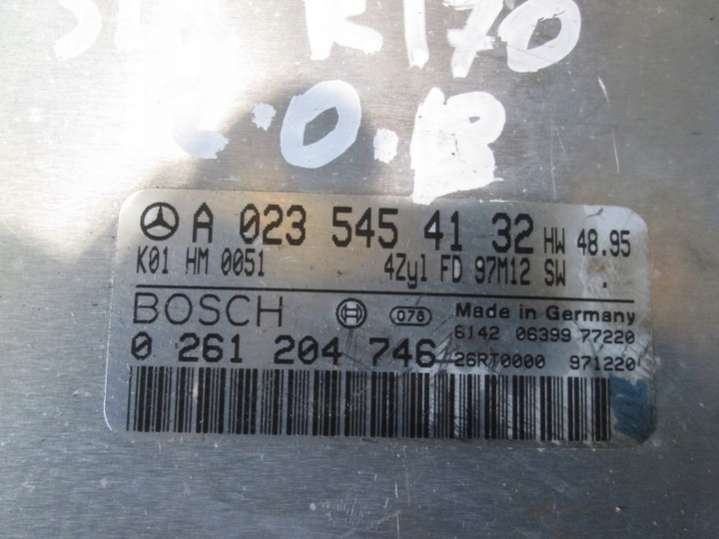 SLK R170
C.O.B
A 023 545 41 32 HW 48.95
K01 HM 0051 4Zyl FD 97M12 SW .
BOSCH 078 Made in Germany
6142 06399 77220
0 261 204 746 26RT0000 971220